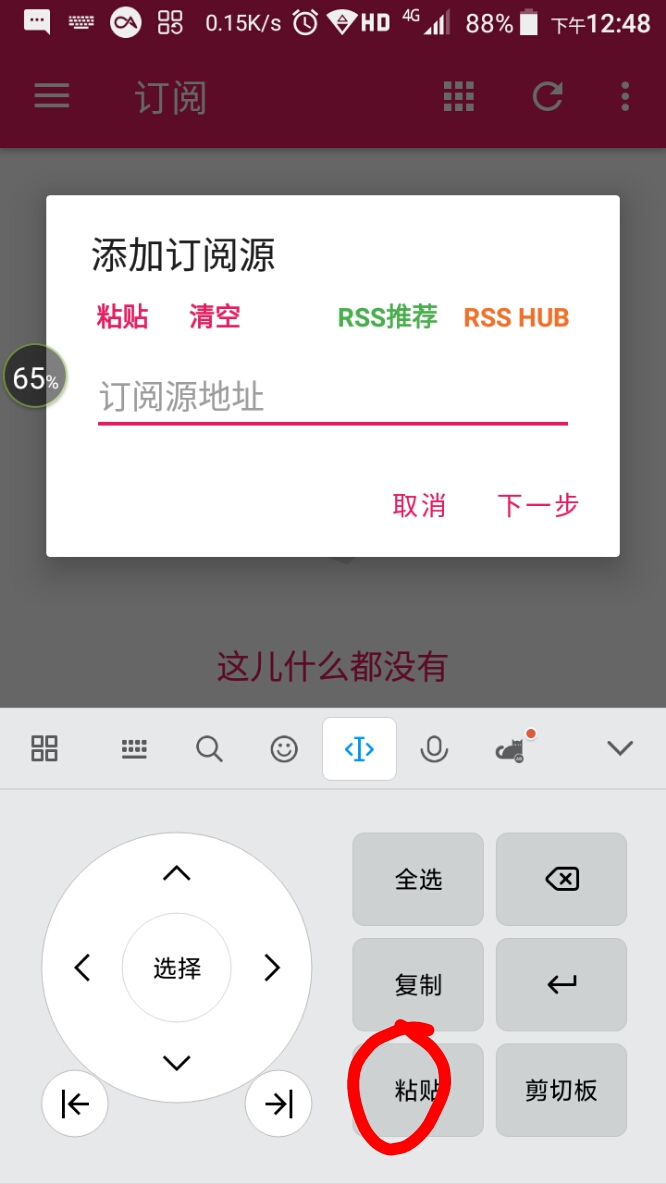 0.15K/s HD 4G 88% 下午12:48
订阅
添加订阅源
粘贴 清空 RSS推荐 RSS HUB
65%
订阅源地址
取消 下一步
这儿什么都没有
全选
选择
复制
粘贴 剪切板